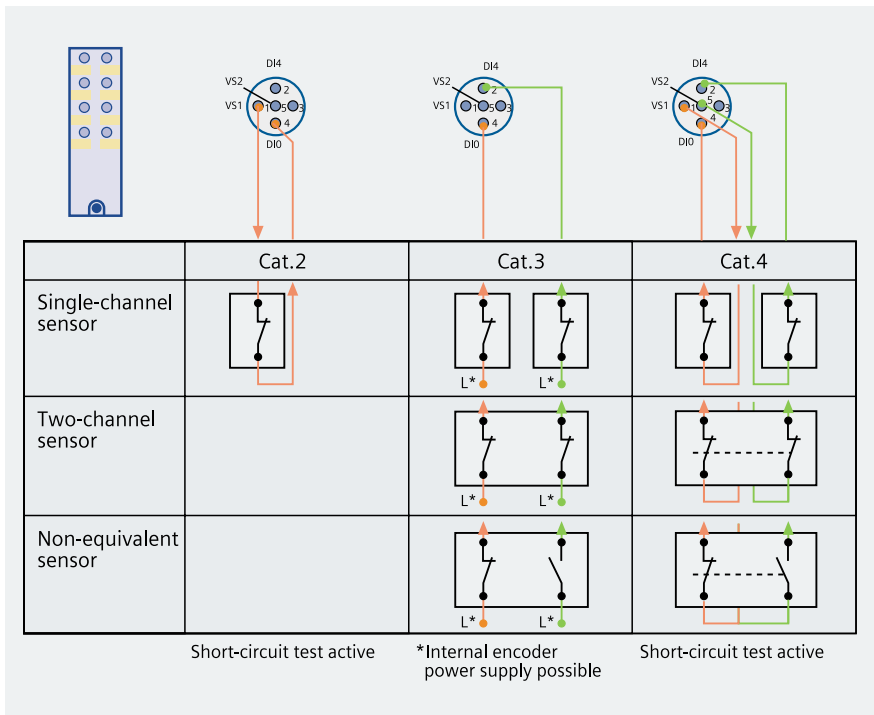 DI4
VS2
2
VS1
1
5
3
4
DI0
DI4
VS2
2
VS1
1
5
3
4
DI0
DI4
VS2
2
VS1
1
5
3
4
DI0
Cat.2
Cat.3
Cat.4
Single-channel
sensor
L*
L*
Two-channel
sensor
L*
L*
Non-equivalent
sensor
L*
L*
Short-circuit test active
*Internal encoder
power supply possible
Short-circuit test active